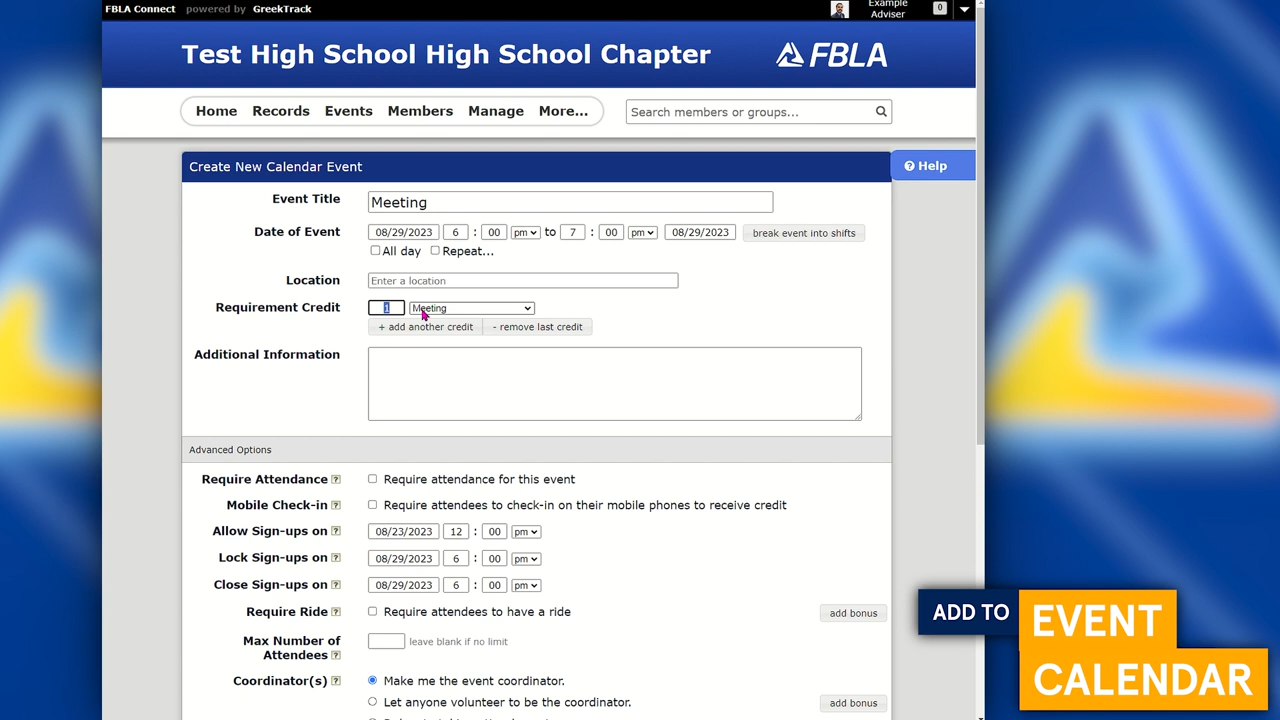 FBLA Connect powered by GreekTrack
Example Adviser
0
Test High School High School Chapter
FBLA
Home Records Events Members Manage More...
Search members or groups...
Create New Calendar Event
? Help
Event Title Meeting
Date of Event 08/29/2023 6 : 00 pm to 7 : 00 pm 08/29/2023 break event into shifts
All day Repeat...
Location Enter a location
Requirement Credit 1 Meeting
+ add another credit - remove last credit
Additional Information
Advanced Options
Require Attendance ? Require attendance for this event
Mobile Check-in ? Require attendees to check-in on their mobile phones to receive credit
Allow Sign-ups on ? 08/23/2023 12 : 00 pm
Lock Sign-ups on ? 08/29/2023 6 : 00 pm
Close Sign-ups on ? 08/29/2023 6 : 00 pm
Require Ride ? Require attendees to have a ride add bonus
Max Number of
Attendees ? leave blank if no limit
Coordinator(s) ? Make me the event coordinator.
Let anyone volunteer to be the coordinator. add bonus
ADD TO EVENT
CALENDAR